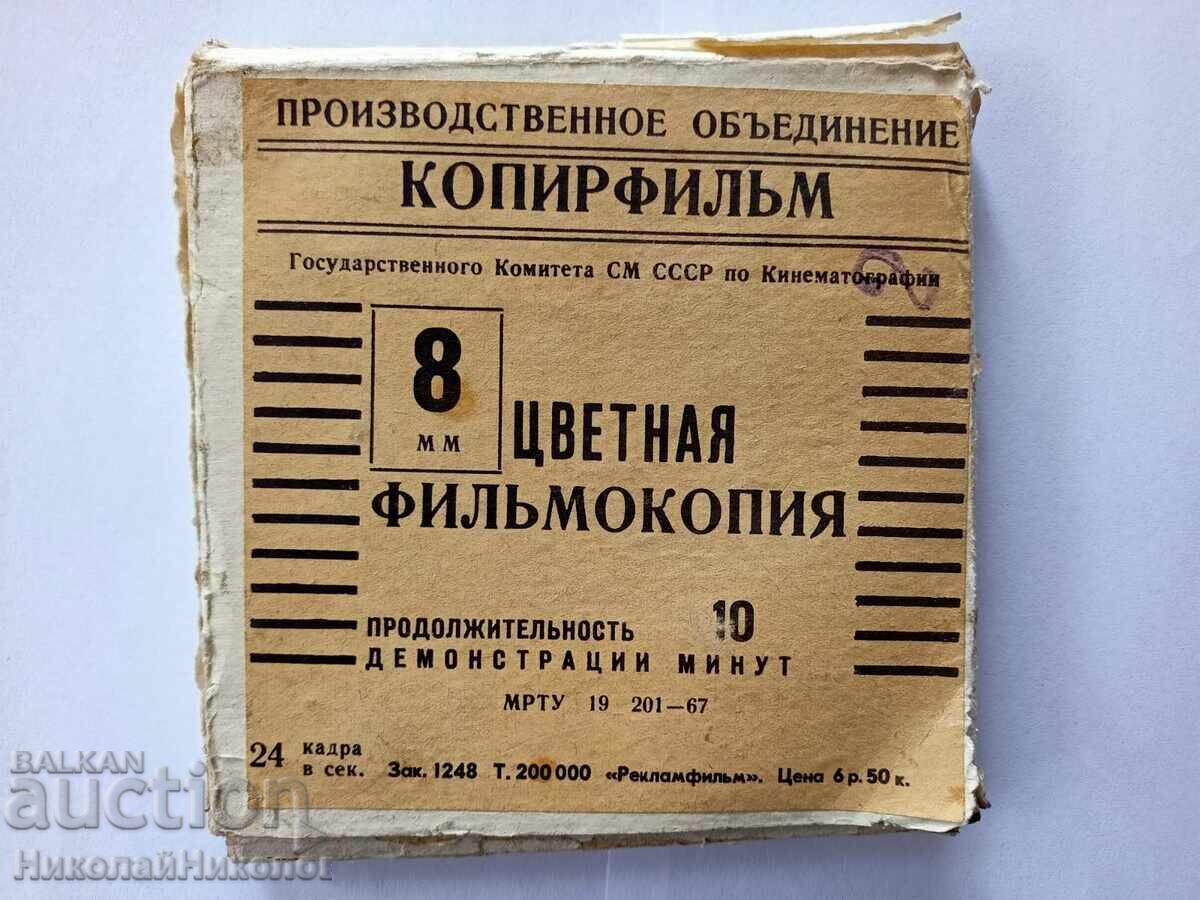 ПРОИЗВОДСТВЕННОЕ ОБЪЕДИНЕНИЕ
КОПИРФИЛЬМ
Государственного Комитета СМ СССР по Кинематографии
8
мм
ЦВЕТНАЯ
ФИЛЬМОКОПИЯ
ПРОДОЛЖИТЕЛЬНОСТЬ 10
ДЕМОНСТРАЦИИ МИНУТ
МРТУ 19 201—67
24 кадра
в сек. Зак. 1248 Т. 200 000 «Рекламфильм». Цена 6 р. 50 к.
BALKAN
auction
НиколайНиколог